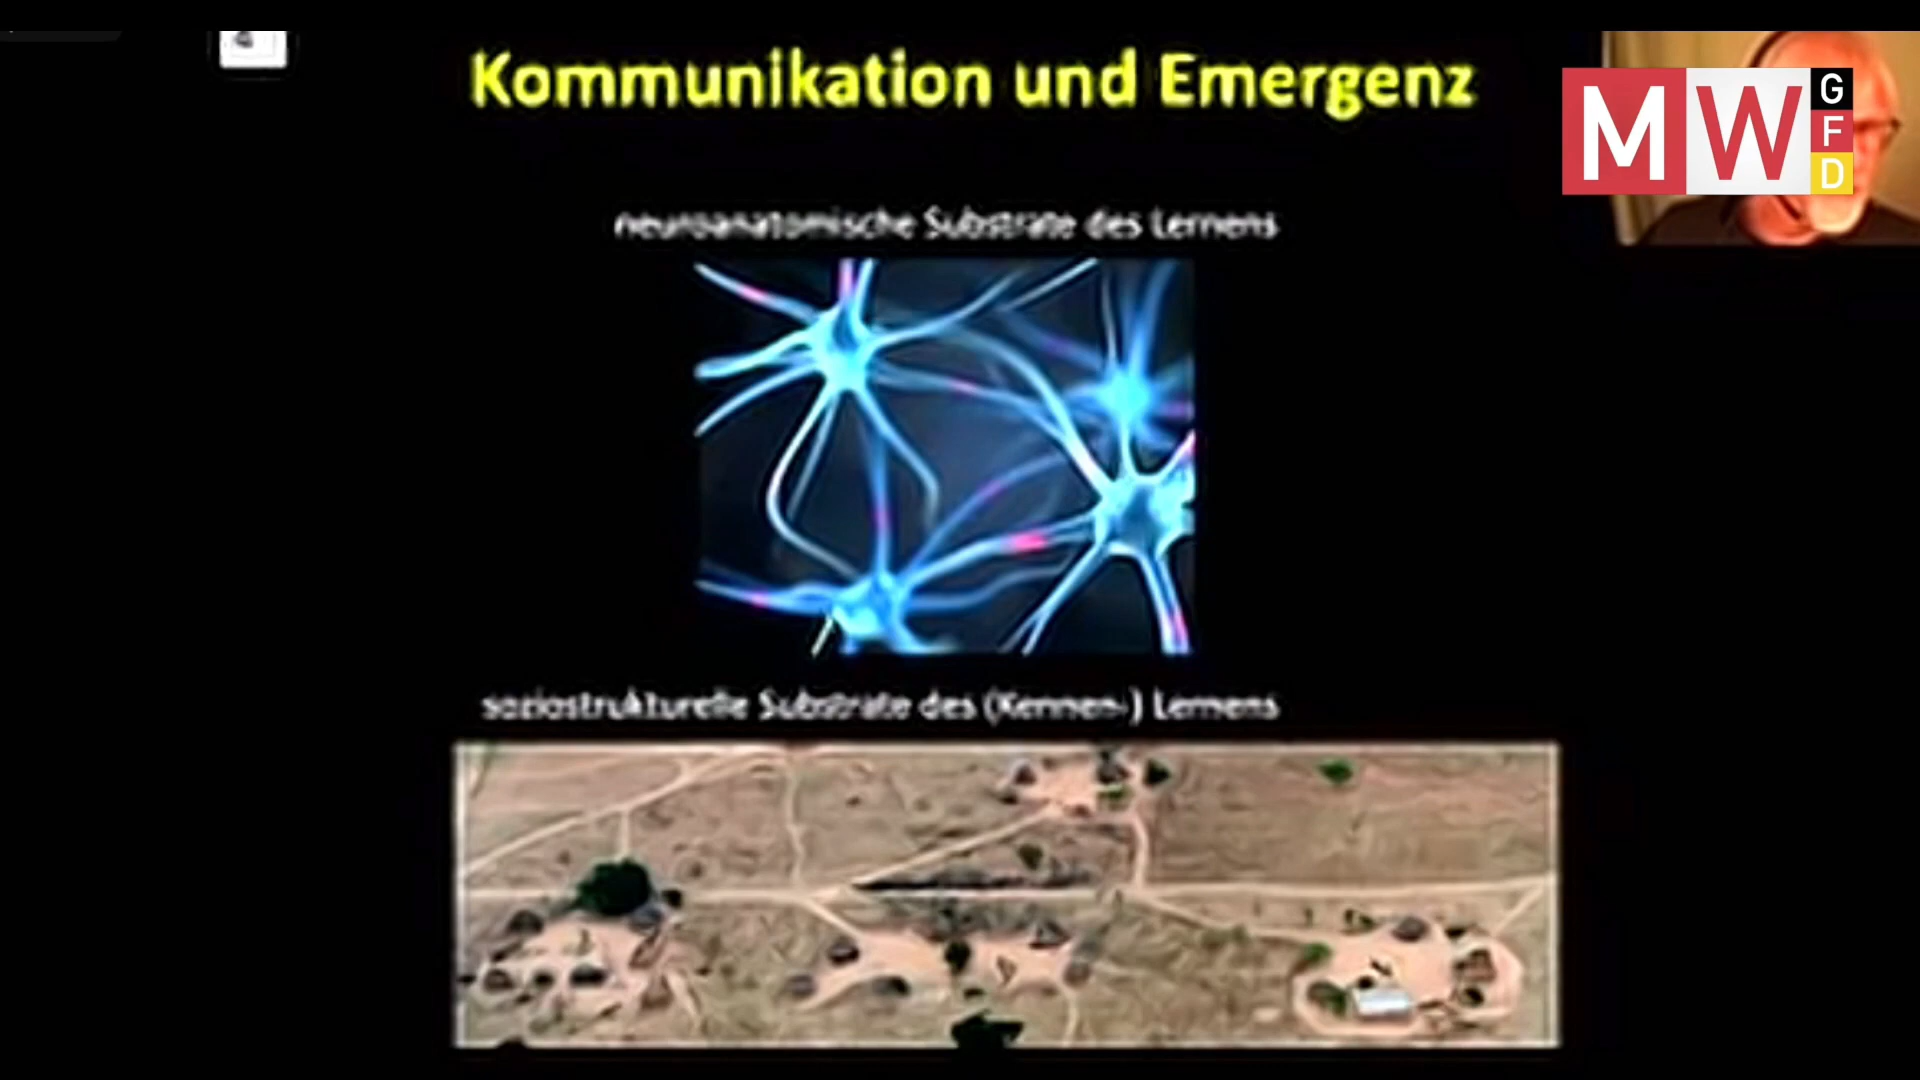 Kommunikation und Emergenz
MW
G
F
D
neuroanatomische Substrate des Lernens
soziostrukturelle Substrate des (Kennen-) Lernens